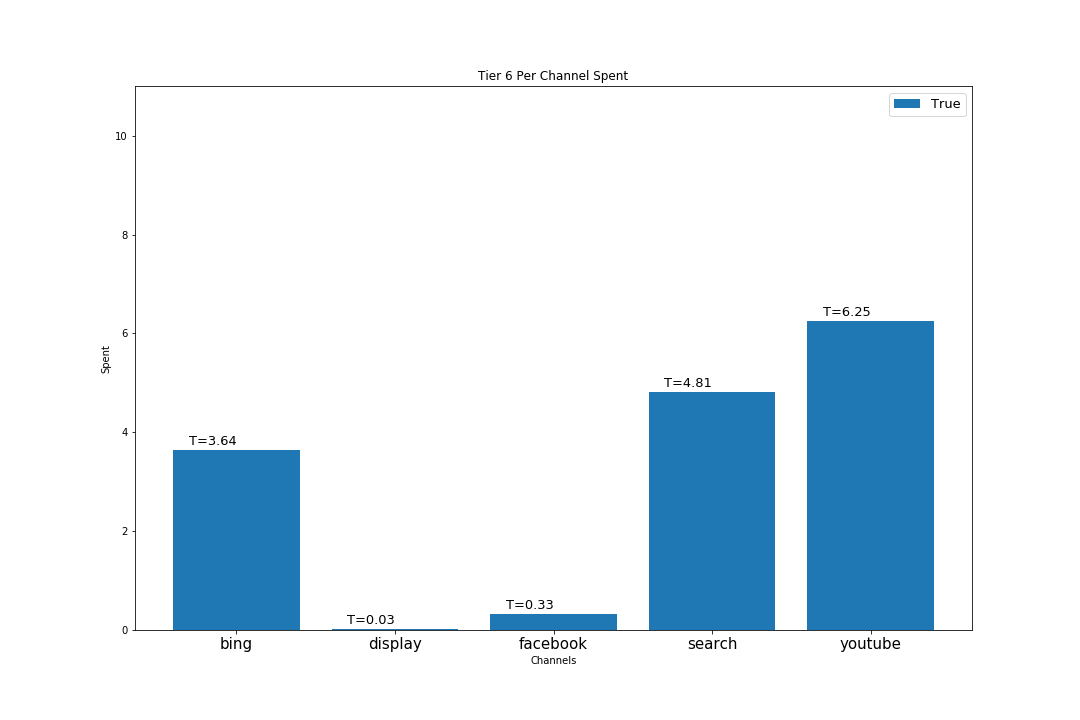 Tier 6 Per Channel Spent
True
10
8
6
4
2
0
Spent
T=3.64
T=0.03
T=0.33
T=4.81
T=6.25
bing
display
facebook
search
youtube
Channels